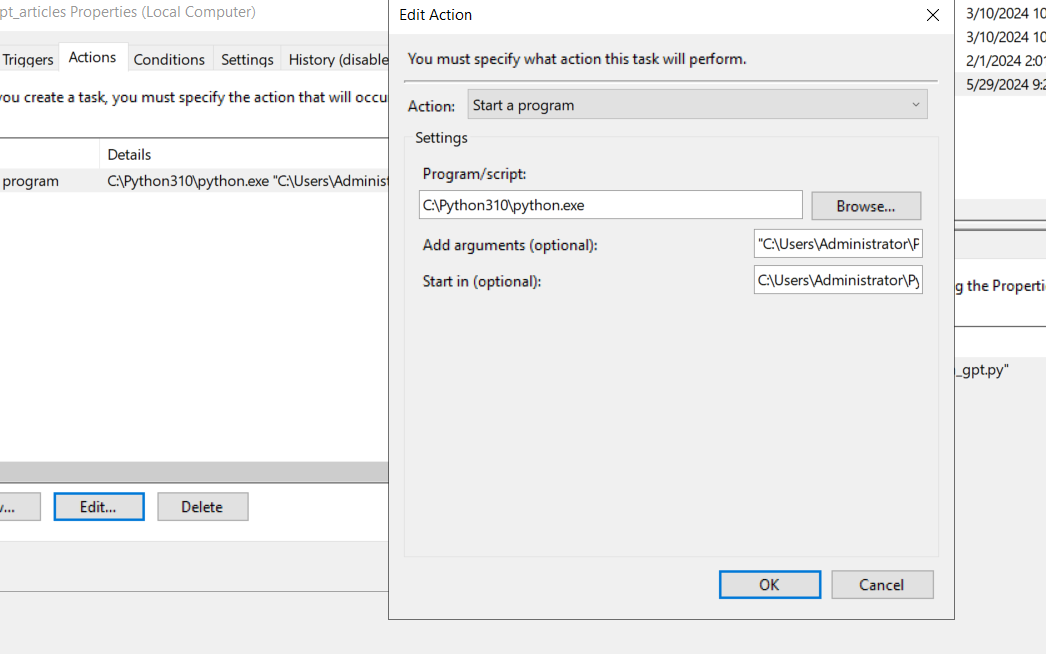 pt_articles Properties (Local Computer)
Triggers
Actions
Conditions
Settings
History (disable
you create a task, you must specify the action that will occu
Details
program
C:\Python310\python.exe "C:\Users\Adminis
Edit...
Delete
Edit Action
You must specify what action this task will perform.
Action:
Start a program
Settings
Program/script:
C:\Python310\python.exe
Browse...
Add arguments (optional):
"C:\Users\Administrator\P
Start in (optional):
C:\Users\Administrator\Py
OK
Cancel
3/10/2024 10
3/10/2024 10
2/1/2024 2:01
5/29/2024 9:2
g the Properti
_gpt.py"